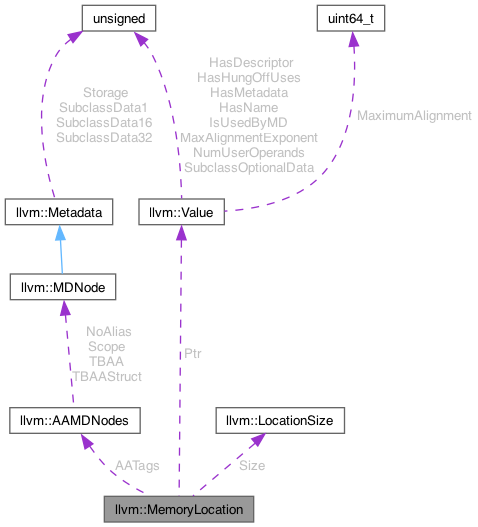 unsigned
uint64_t
Storage
SubclassData1
SubclassData16
SubclassData32
HasDescriptor
HasHungOffUses
HasMetadata
HasName
IsUsedByMD
MaxAlignmentExponent
NumUserOperands
SubclassOptionalData
MaximumAlignment
llvm::Metadata
llvm::Value
llvm::MDNode
NoAlias
Scope
TBAA
TBAAStruct
Ptr
llvm::AAMDNodes
llvm::LocationSize
AATags
Size
llvm::MemoryLocation